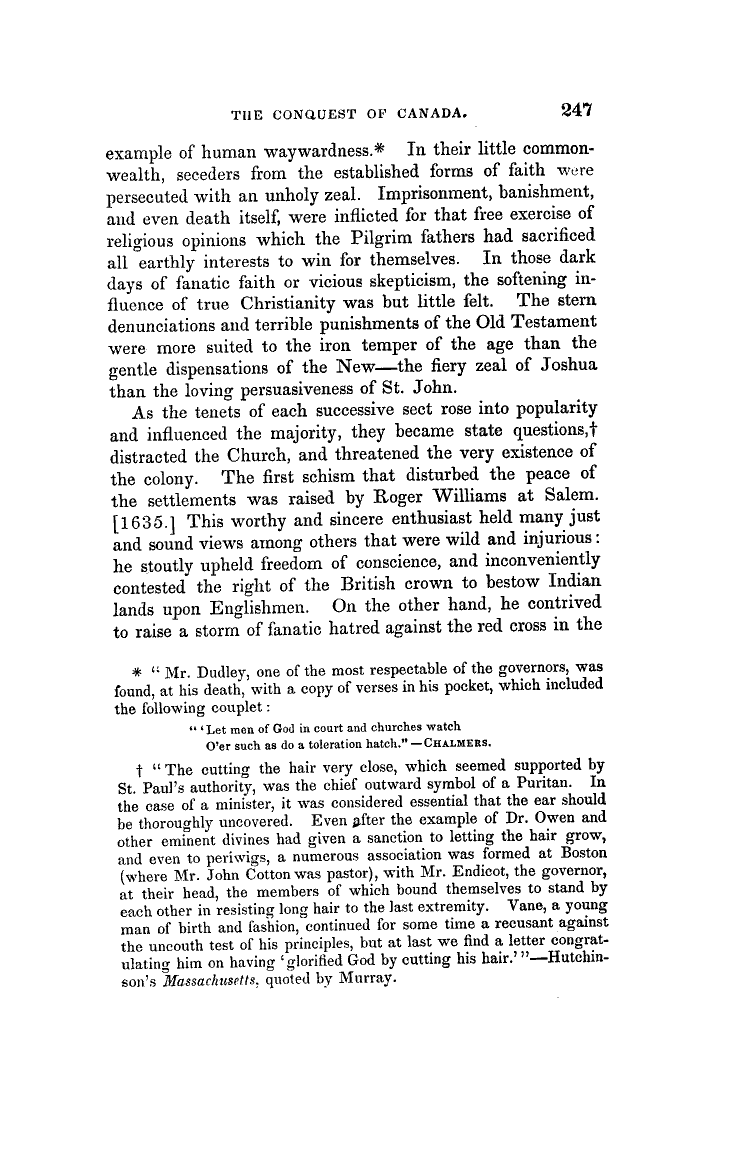 THE CONQUEST OF CANADA. 247
example of human waywardness.* In their little common-
wealth, seceders from the established forms of faith were
persecuted with an unholy zeal. Imprisonment, banishment,
and even death itself, were inflicted for that free exercise of
religious opinions which the Pilgrim fathers had sacrificed
all earthly interests to win for themselves. In those dark
days of fanatic faith or vicious skepticism, the softening in-
fluence of true Christianity was but little felt. The stern
denunciations and terrible punishments of the Old Testament
were more suited to the iron temper of the age than the
gentle dispensations of the New—the fiery zeal of Joshua
than the loving persuasiveness of St. John.
As the tenets of each successive sect rose into popularity
and influenced the majority, they became state questions,†
distracted the Church, and threatened the very existence of
the colony. The first schism that disturbed the peace of
the settlements was raised by Roger Williams at Salem.
[1635.] This worthy and sincere enthusiast held many just
and sound views among others that were wild and injurious:
he stoutly upheld freedom of conscience, and inconveniently
contested the right of the British crown to bestow Indian
lands upon Englishmen. On the other hand, he contrived
to raise a storm of fanatic hatred against the red cross in the
* “ Mr. Dudley, one of the most respectable of the governors, was
found, at his death, with a copy of verses in his pocket, which included
the following couplet :
“ ‘Let men of God in court and churches watch
O'er such as do a toleration hatch.” —CHALMERS.
† “ The cutting the hair very close, which seemed supported by
St. Paul's authority, was the chief outward symbol of a Puritan. In
the case of a minister, it was considered essential that the ear should
be thoroughly uncovered. Even after the example of Dr. Owen and
other eminent divines had given a sanction to letting the hair grow,
and even to periwigs, a numerous association was formed at Boston
(where Mr. John Cotton was pastor), with Mr. Endicot, the governor,
at their head, the members of which bound themselves to stand by
each other in resisting long hair to the last extremity. Vane, a young
man of birth and fashion, continued for some time a recusant against
the uncouth test of his principles, but at last we find a letter congrat-
ulating him on having ‘glorified God by cutting his hair.’ ”—Hutchin-
son's Massachusetts, quoted by Murray.